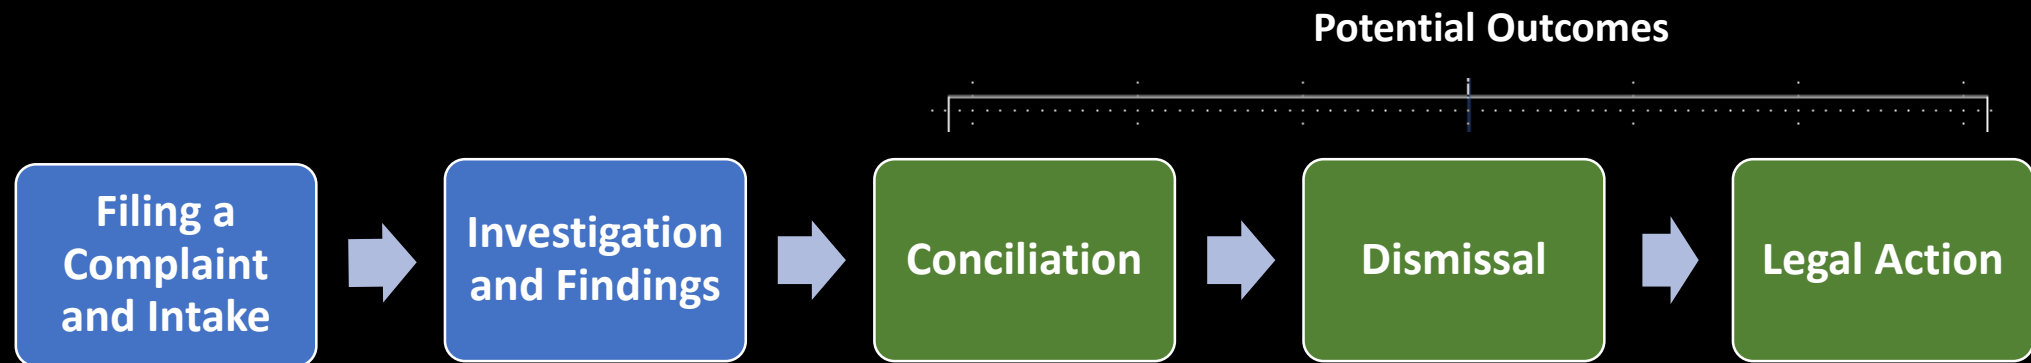 Potential Outcomes
Filing a
Complaint
and Intake
Investigation
and Findings
Conciliation
Dismissal
Legal Action